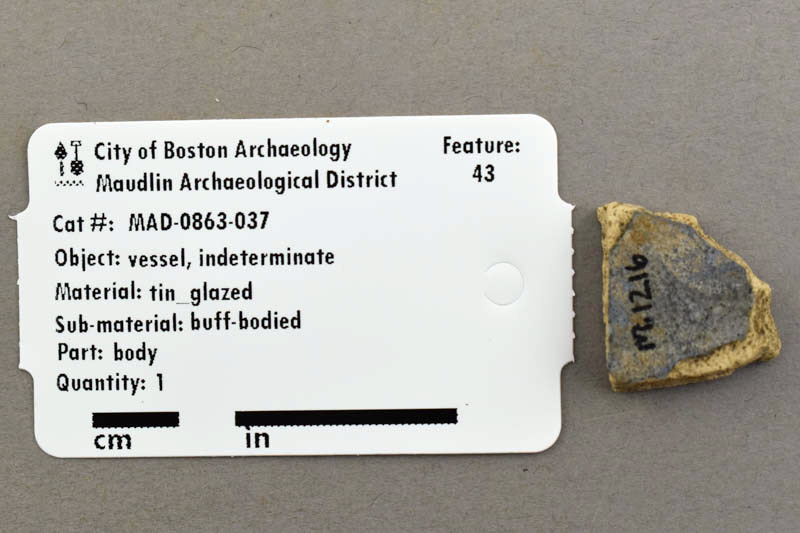 City of Boston Archaeology
Maudlin Archaeological District
Feature:
43
Cat #: MAD-0863-037
Object: vessel, indeterminate
Material: tin_glazed
Sub-material: buff-bodied
Part: body
Quantity: 1
cm
in